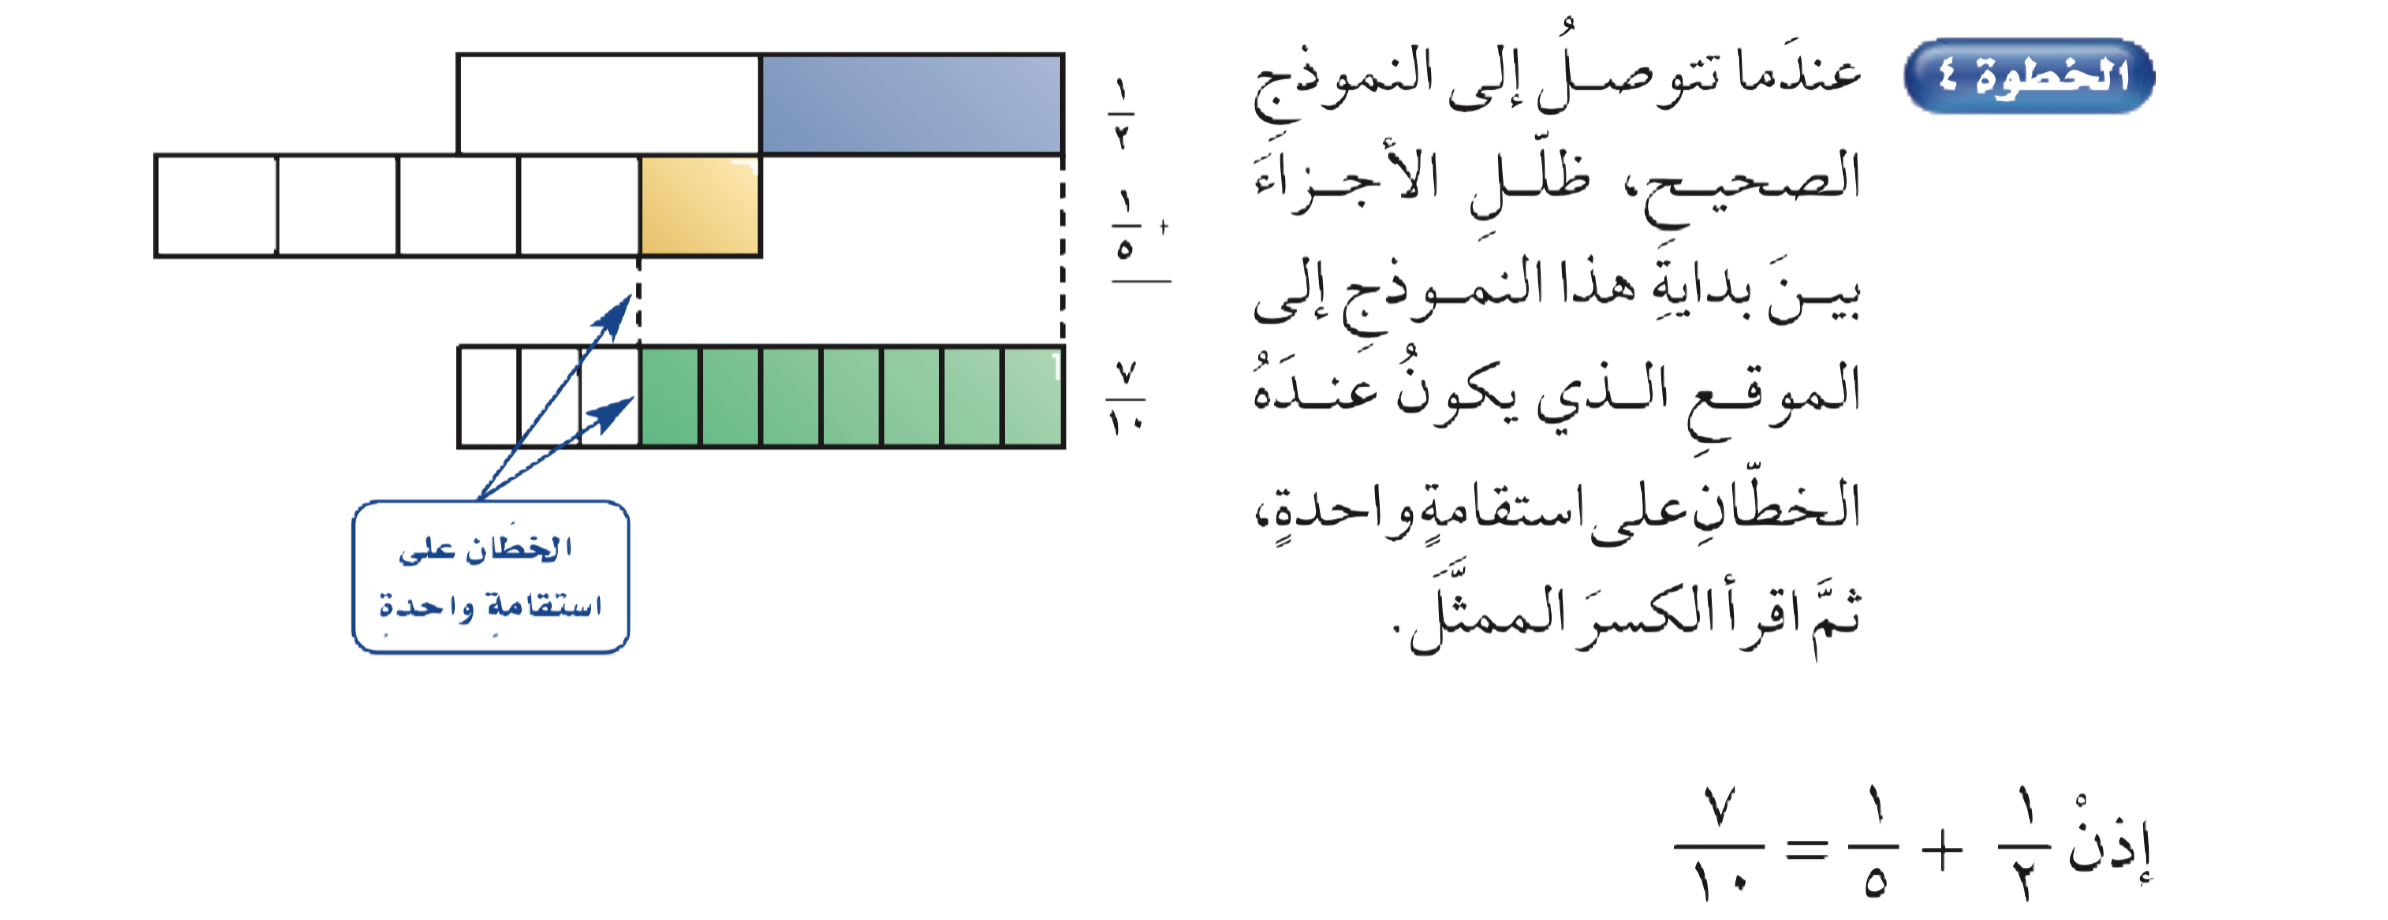 الخطوة ٤
عندَما تتوصلُ إلى النموذجِ
الصحيحِ، ظلّلِ الأجزاءَ
بينَ بدايةِ هذا النموذجِ إلى
الموقعِ الذي يكونُ عندَهُ
الخطّانِ على استقامةٍ واحدةٍ،
ثمَّ اقرأ الكسرَ الممثَّلَ.
١/٢
+ ١/٥
٧/١٠
الخطّان على
استقامةٍ واحدةٍ
إذنْ ١/٢ + ١/٥ = ٧/١٠